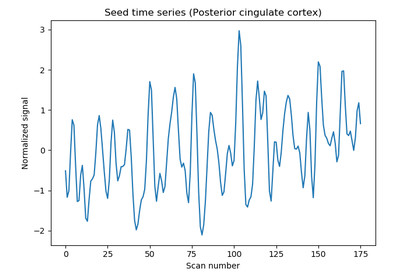 Seed time series (Posterior cingulate cortex)
Normalized signal
3
2
1
0
−1
−2
0 25 50 75 100 125 150 175
Scan number